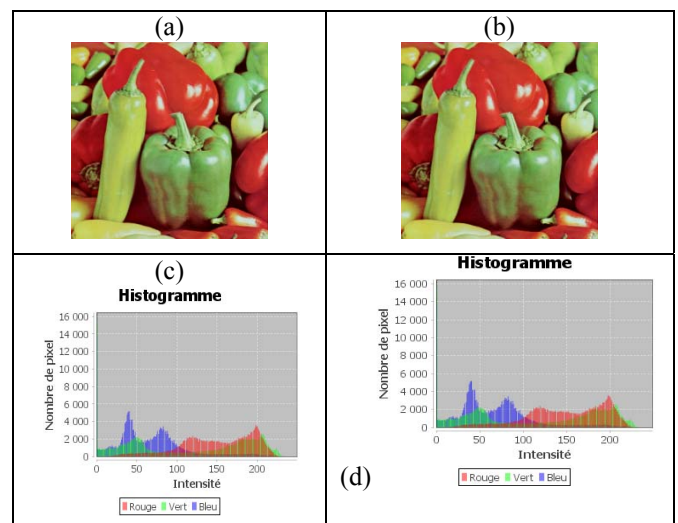 (a)
(b)
(c)
Histogramme
16 000
14 000
12 000
10 000
8 000
6 000
4 000
2 000
0
Nombre de pixel
0 50 100 150 200
Intensité
Rouge Vert Bleu
Histogramme
16 000
14 000
12 000
10 000
8 000
6 000
4 000
2 000
0
Nombre de pixel
0 50 100 150 200
Intensité
Rouge Vert Bleu
(d)